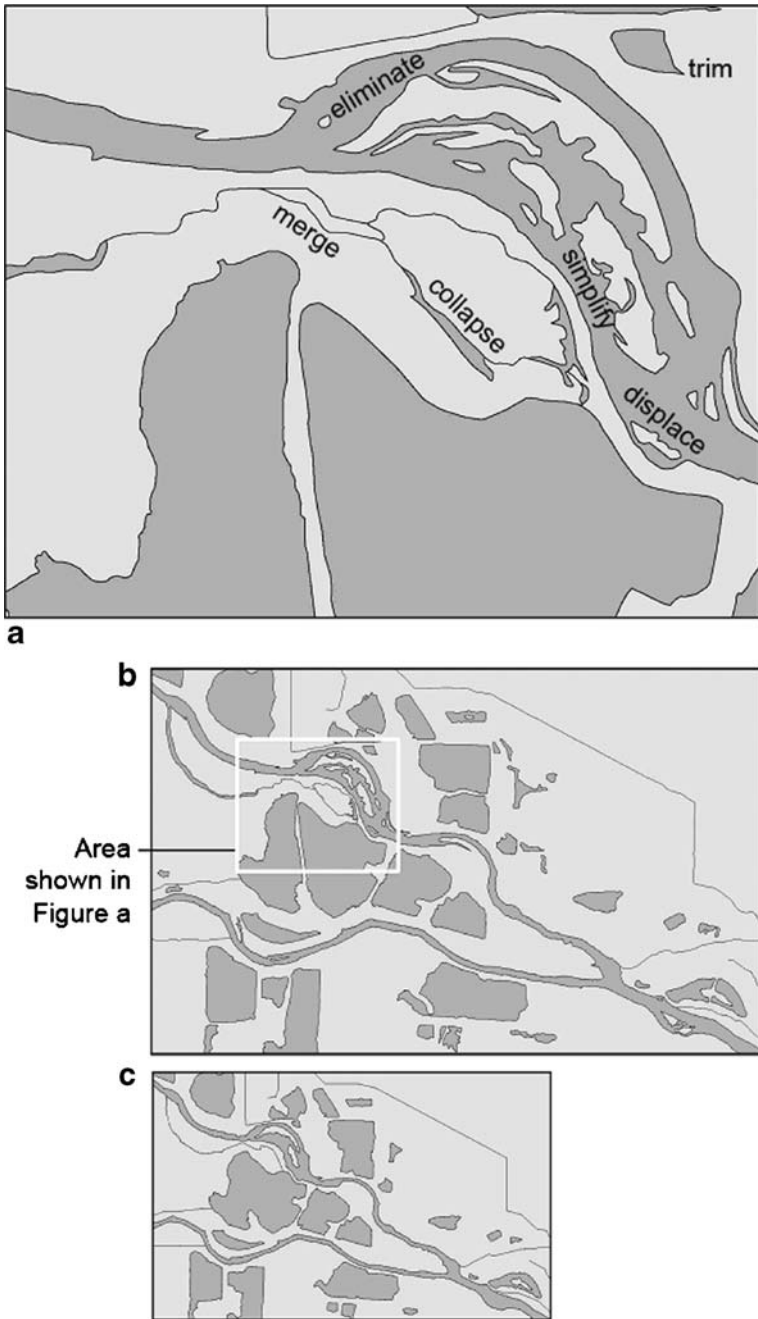 eliminate
trim
merge
collapse
simplify
displace
a
b
Area
shown in
Figure a
c